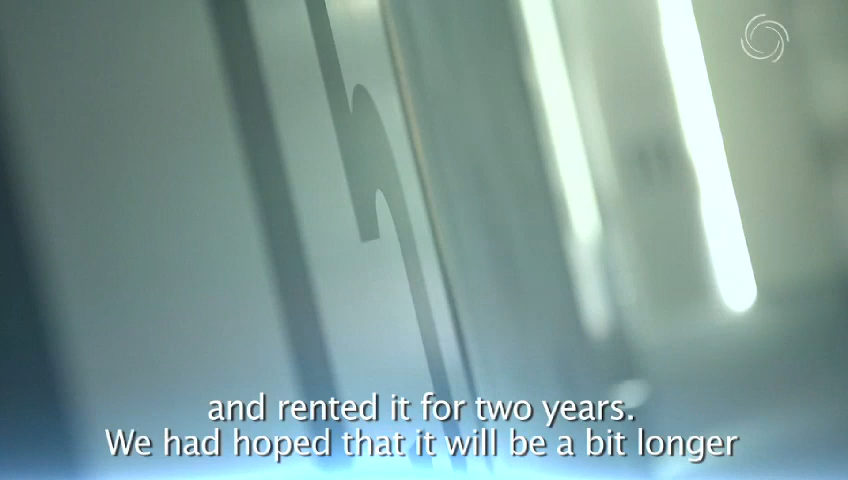 and rented it for two years.
We had hoped that it will be a bit longer